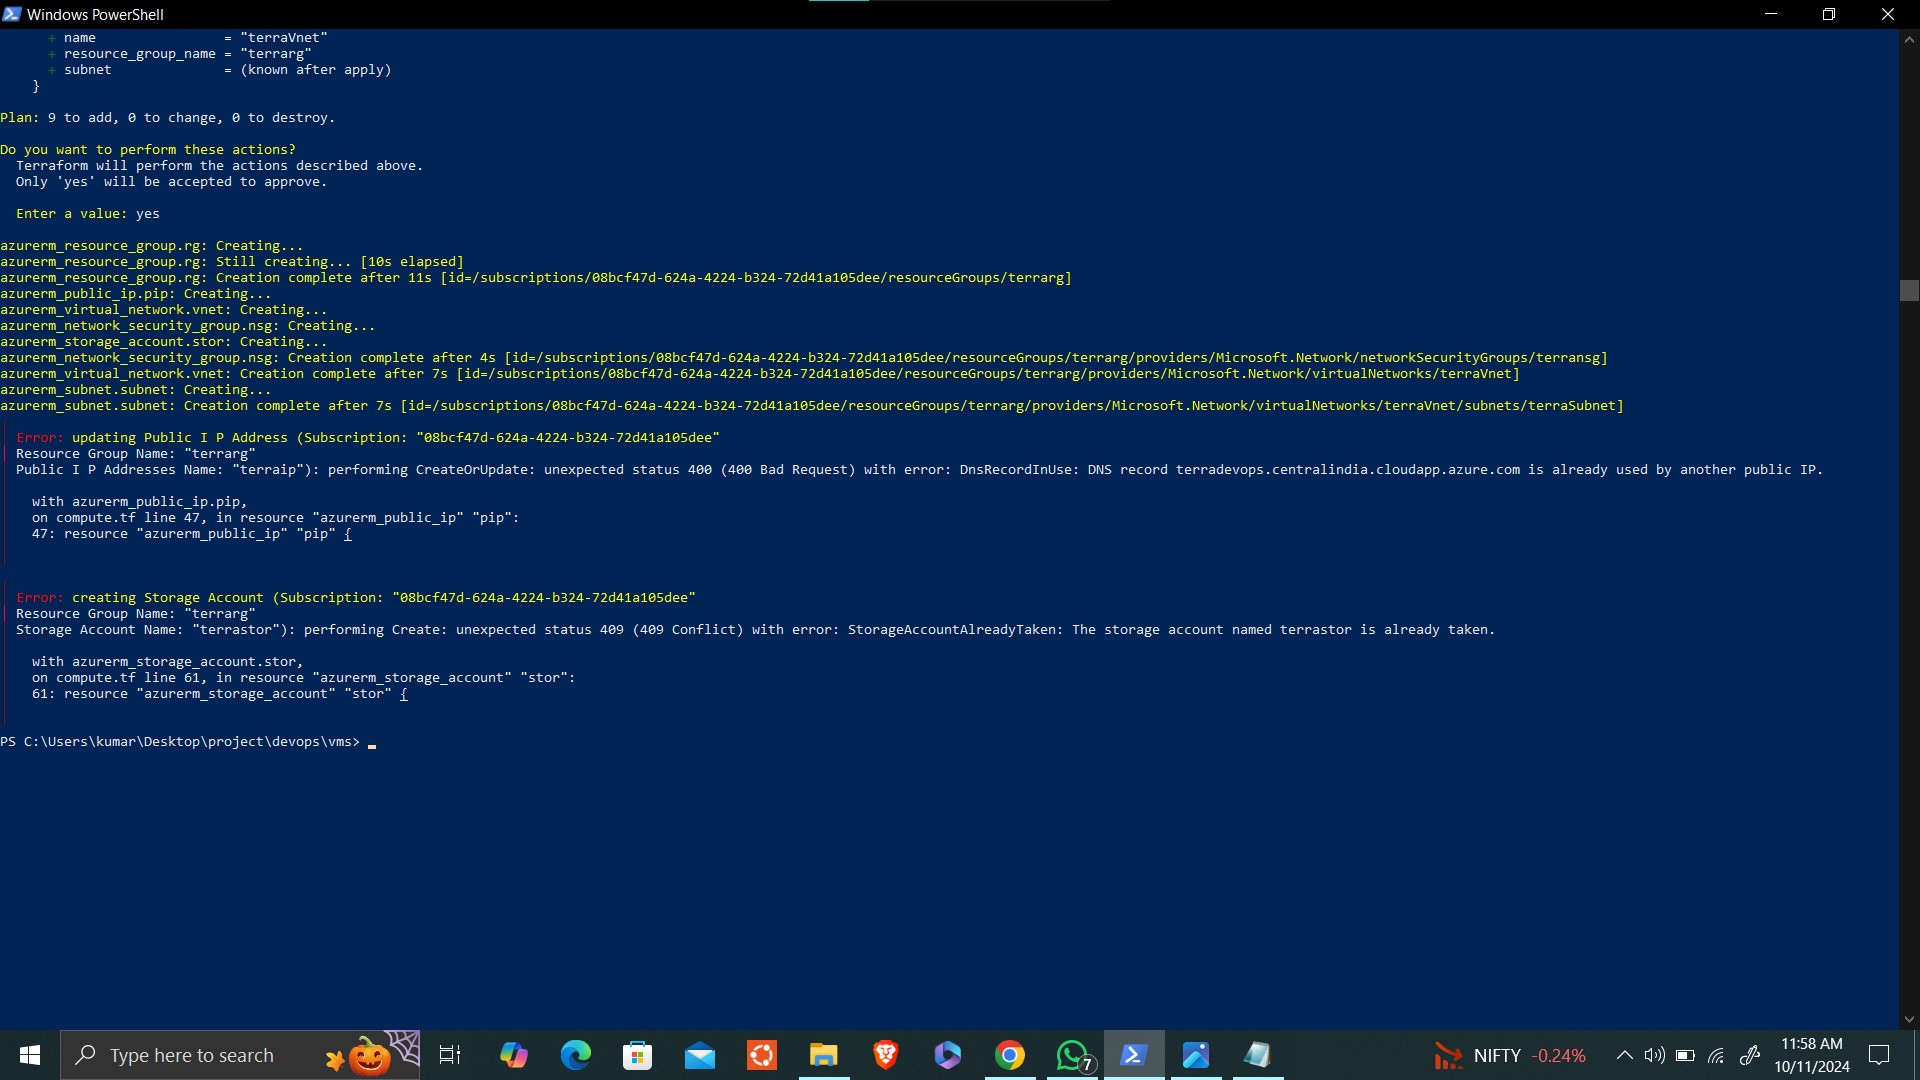 Windows PowerShell
+ name = "terraVnet"
+ resource_group_name = "terrarg"
+ subnet = (known after apply)
}
Plan: 9 to add, 0 to change, 0 to destroy.
Do you want to perform these actions?
Terraform will perform the actions described above.
Only 'yes' will be accepted to approve.
Enter a value: yes
azurerm_resource_group.rg: Creating...
azurerm_resource_group.rg: Still creating... [10s elapsed]
azurerm_resource_group.rg: Creation complete after 11s [id=/subscriptions/08bcf47d-624a-4224-b324-72d41a105dee/resourceGroups/terrarg]
azurerm_public_ip.pip: Creating...
azurerm_virtual_network.vnet: Creating...
azurerm_network_security_group.nsg: Creating...
azurerm_storage_account.stor: Creating...
azurerm_network_security_group.nsg: Creation complete after 4s [id=/subscriptions/08bcf47d-624a-4224-b324-72d41a105dee/resourceGroups/terrarg/providers/Microsoft.Network/networkSecurityGroups/terransg]
azurerm_virtual_network.vnet: Creation complete after 7s [id=/subscriptions/08bcf47d-624a-4224-b324-72d41a105dee/resourceGroups/terrarg/providers/Microsoft.Network/virtualNetworks/terraVnet]
azurerm_subnet.subnet: Creating...
azurerm_subnet.subnet: Creation complete after 7s [id=/subscriptions/08bcf47d-624a-4224-b324-72d41a105dee/resourceGroups/terrarg/providers/Microsoft.Network/virtualNetworks/terraVnet/subnets/terraSubnet]
Error: updating Public I P Address (Subscription: "08bcf47d-624a-4224-b324-72d41a105dee"
Resource Group Name: "terrarg"
Public I P Addresses Name: "terraip"): performing CreateOrUpdate: unexpected status 400 (400 Bad Request) with error: DnsRecordInUse: DNS record terradevops.centralindia.cloudapp.azure.com is already used by another public IP.
with azurerm_public_ip.pip,
on compute.tf line 47, in resource "azurerm_public_ip" "pip":
47: resource "azurerm_public_ip" "pip" {
Error: creating Storage Account (Subscription: "08bcf47d-624a-4224-b324-72d41a105dee"
Resource Group Name: "terrarg"
Storage Account Name: "terrastor"): performing Create: unexpected status 409 (409 Conflict) with error: StorageAccountAlreadyTaken: The storage account named terrastor is already taken.
with azurerm_storage_account.stor,
on compute.tf line 61, in resource "azurerm_storage_account" "stor":
61: resource "azurerm_storage_account" "stor" {
PS C:\Users\kumar\Desktop\project\devops\vms>
Type here to search
7
NIFTY -0.24%
11:58 AM
10/11/2024